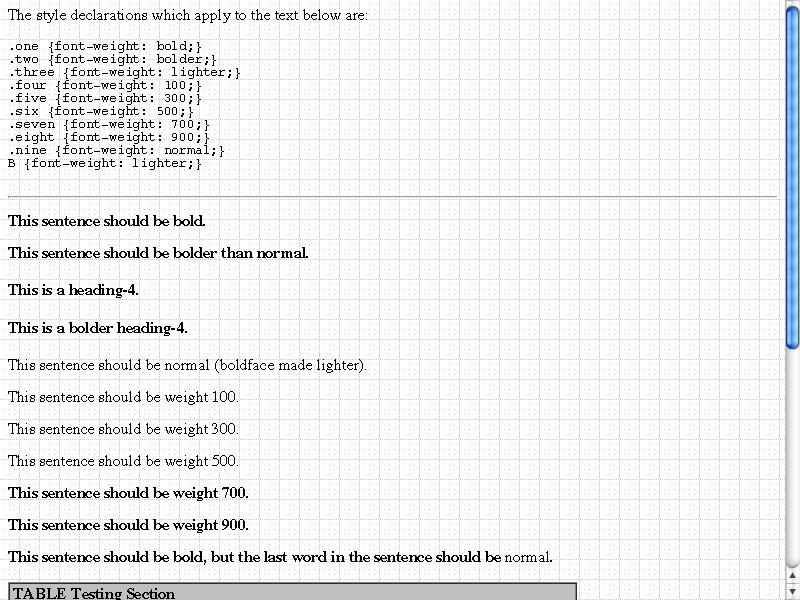 The style declarations which apply to the text below are:
.one {font-weight: bold;}
.two {font-weight: bolder;}
.three {font-weight: lighter;}
.four {font-weight: 100;}
.five {font-weight: 300;}
.six {font-weight: 500;}
.seven {font-weight: 700;}
.eight {font-weight: 900;}
.nine {font-weight: normal;}
B {font-weight: lighter;}
This sentence should be bold.
This sentence should be bolder than normal.
This is a heading-4.
This is a bolder heading-4.
This sentence should be normal (boldface made lighter).
This sentence should be weight 100.
This sentence should be weight 300.
This sentence should be weight 500.
This sentence should be weight 700.
This sentence should be weight 900.
This sentence should be bold, but the last word in the sentence should be normal.
TABLE Testing Section